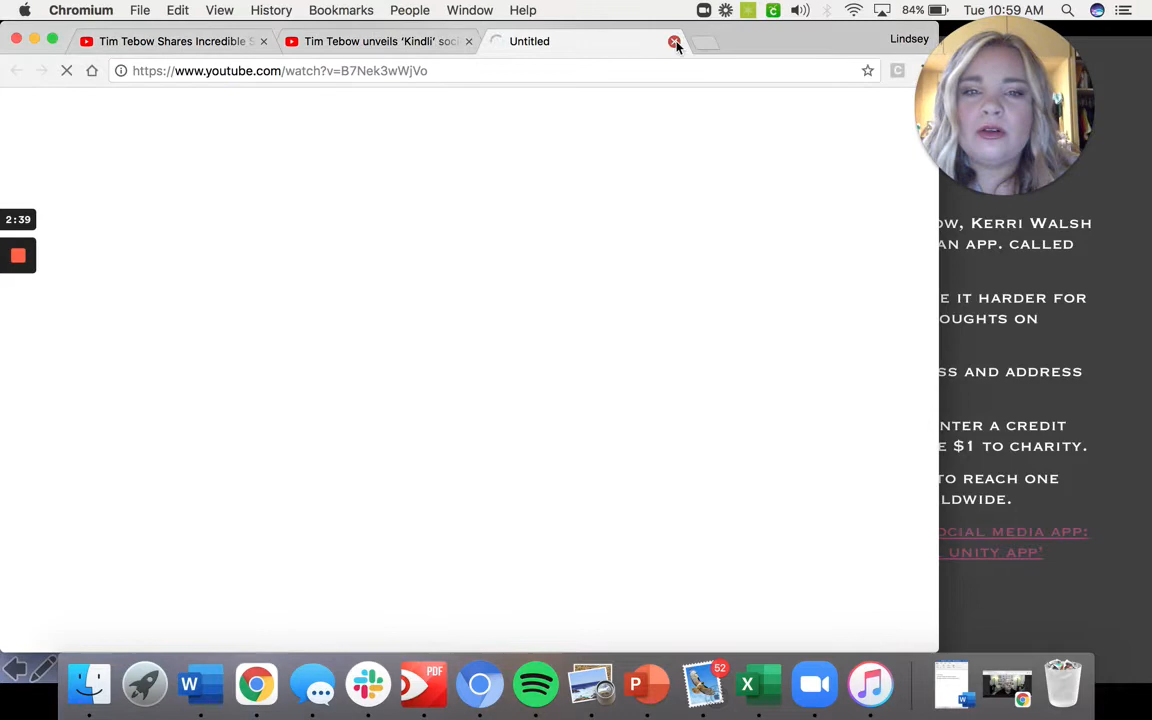 Chromium File Edit View History Bookmarks People Window Help 84% Tue 10:59 AM
Tim Tebow Shares Incredible S Tim Tebow unveils ‘Kindli’ soci Untitled Lindsey
https://www.youtube.com/watch?v=B7Nek3wWjVo
2:39
OW, KERRI WALSH
AN APP. CALLED
E IT HARDER FOR
OUGHTS ON
SS AND ADDRESS
NTER A CREDIT
E $1 TO CHARITY.
TO REACH ONE
LDWIDE.
OCIAL MEDIA APP:
UNITY APP’
PDF
52